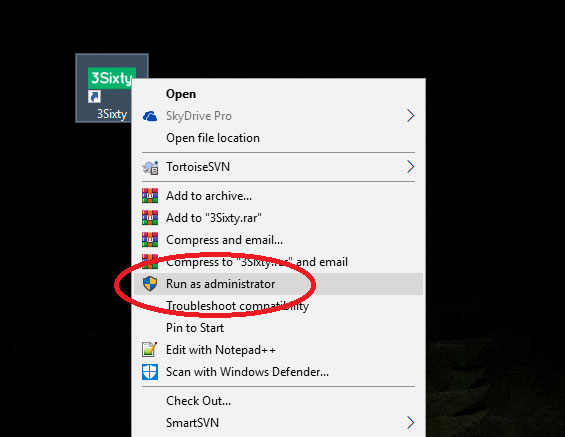 3Sixty
3Sixty
Open
SkyDrive Pro
Open file location
TortoiseSVN
Add to archive...
Add to "3Sixty.rar"
Compress and email...
Compress to "3Sixty.rar" and email
Run as administrator
Troubleshoot compatibility
Pin to Start
Edit with Notepad++
Scan with Windows Defender...
Check Out...
SmartSVN